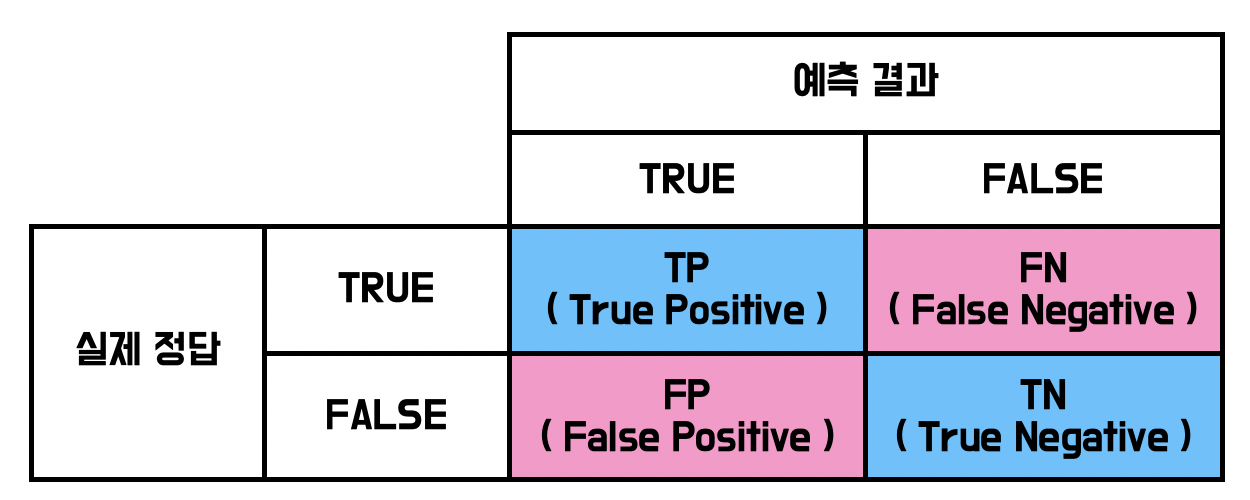 예측 결과
TRUE
FALSE
실제 정답
TRUE
TP
( True Positive )
FN
( False Negative )
FALSE
FP
( False Positive )
TN
( True Negative )